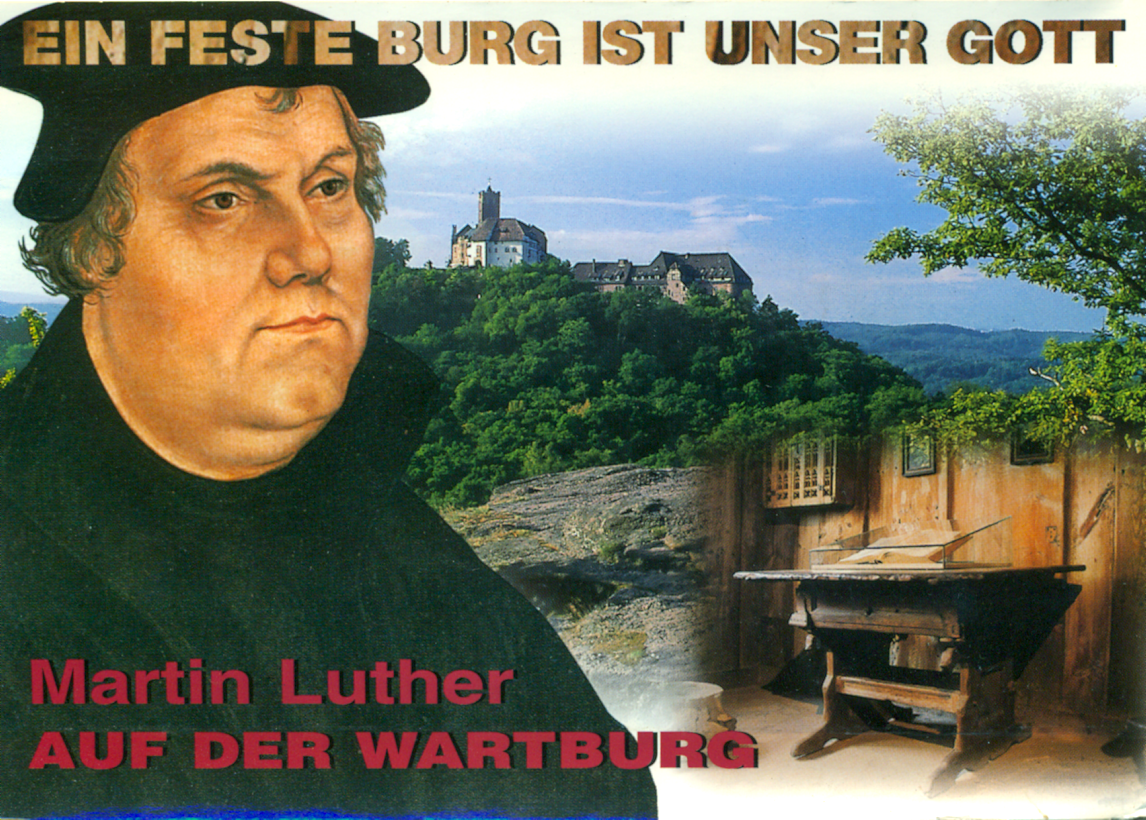 EIN FESTE BURG IST UNSER GOTT
Martin Luther
AUF DER WARTBURG